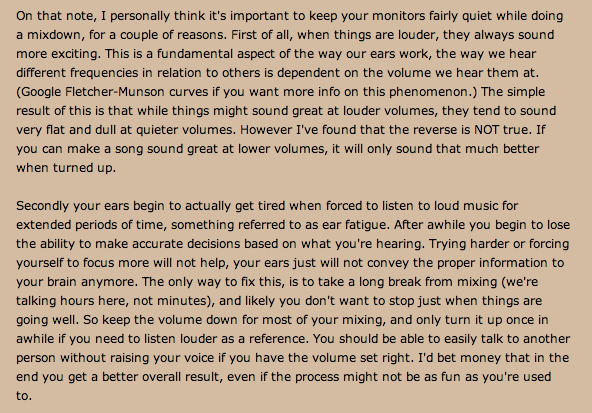 On that note, I personally think it's important to keep your monitors fairly quiet while doing
a mixdown, for a couple of reasons. First of all, when things are louder, they always sound
more exciting. This is a fundamental aspect of the way our ears work, the way we hear
different frequencies in relation to others is dependent on the volume we hear them at.
(Google Fletcher-Munson curves if you want more info on this phenomenon.) The simple
result of this is that while things might sound great at louder volumes, they tend to sound
very flat and dull at quieter volumes. However I've found that the reverse is NOT true. If
you can make a song sound great at lower volumes, it will only sound that much better
when turned up.
Secondly your ears begin to actually get tired when forced to listen to loud music for
extended periods of time, something referred to as ear fatigue. After awhile you begin to lose
the ability to make accurate decisions based on what you're hearing. Trying harder or forcing
yourself to focus more will not help, your ears just will not convey the proper information to
your brain anymore. The only way to fix this, is to take a long break from mixing (we're
talking hours here, not minutes), and likely you don't want to stop just when things are
going well. So keep the volume down for most of your mixing, and only turn it up once in
awhile if you need to listen louder as a reference. You should be able to easily talk to another
person without raising your voice if you have the volume set right. I'd bet money that in the
end you get a better overall result, even if the process might not be as fun as you're used
to.